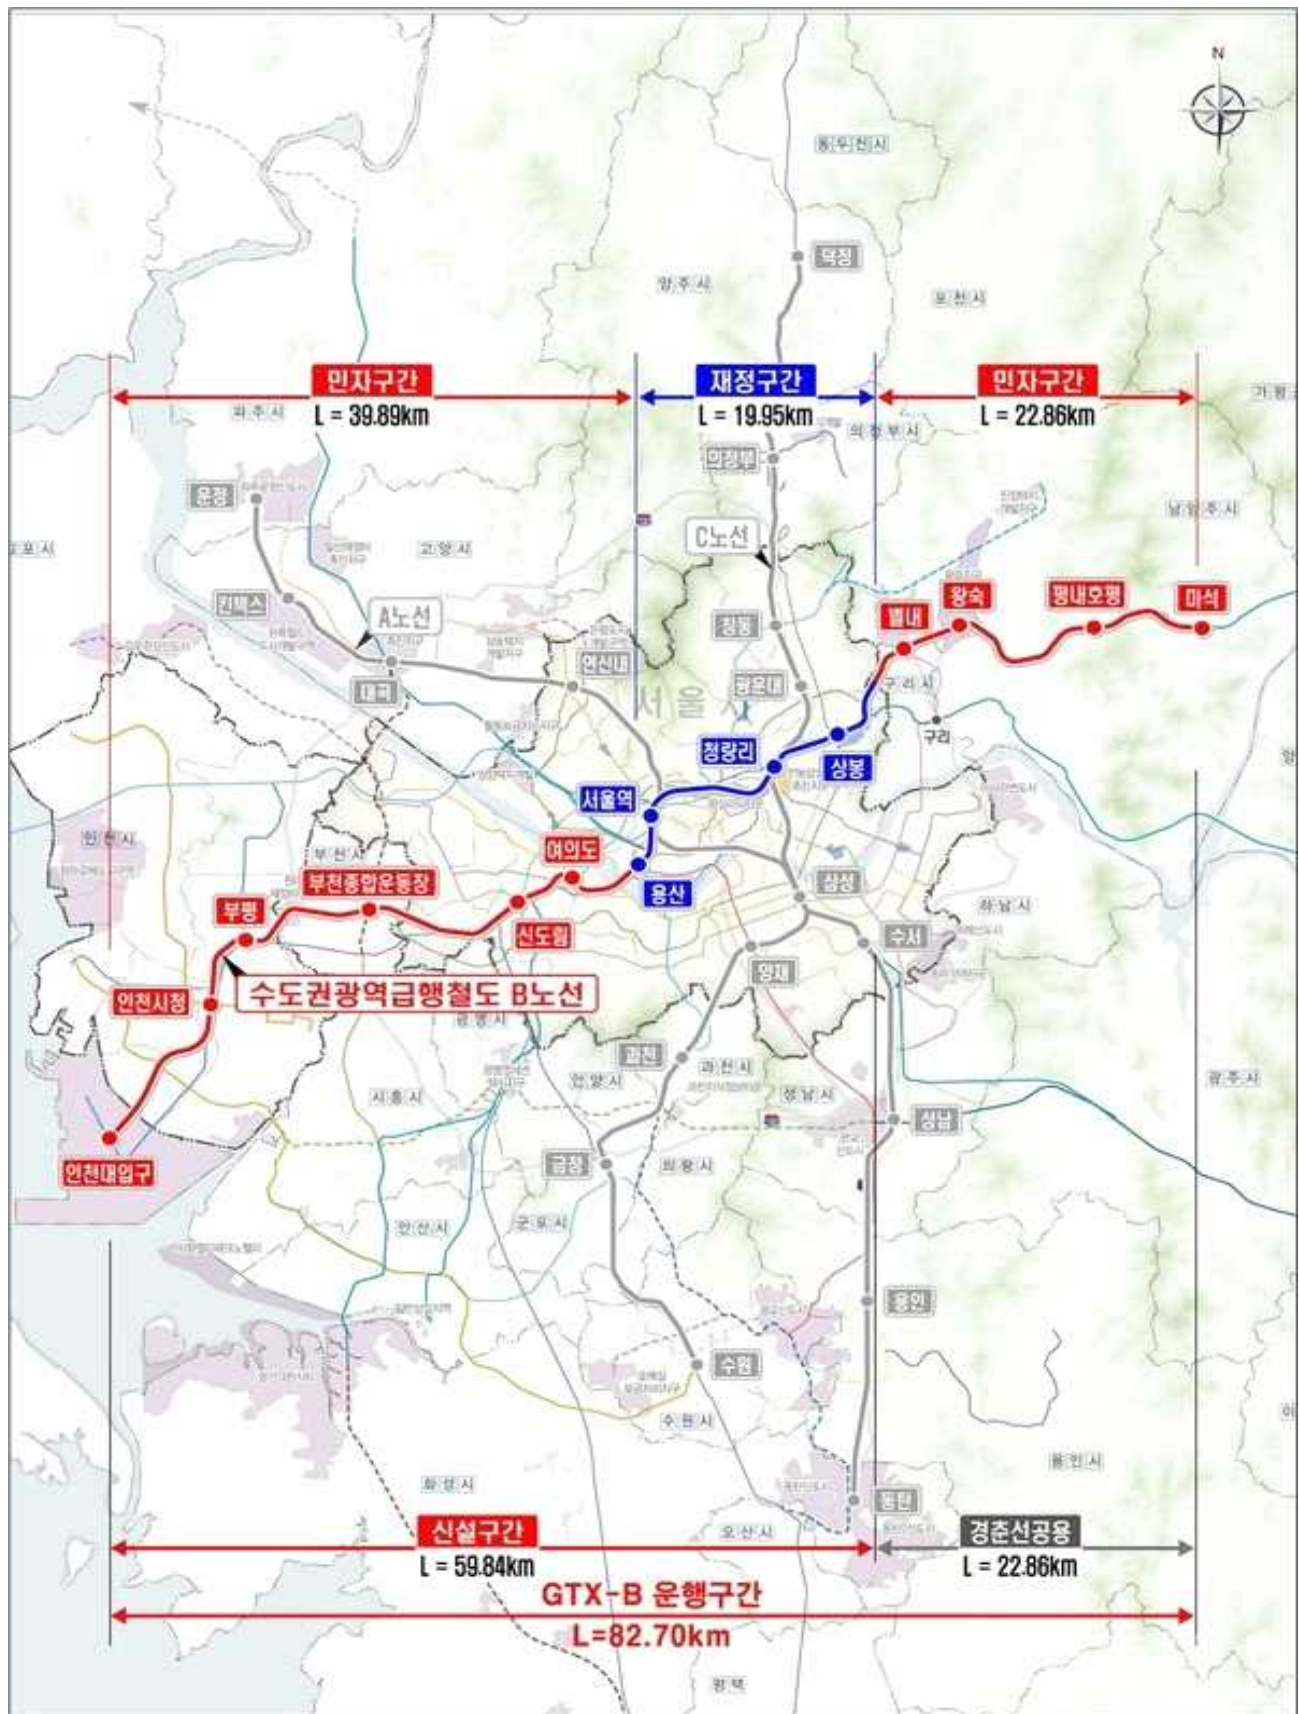 N
동두천시
덕정
양주시
포천시
민자구간
재정구간
민자구간
L = 39.89km
L = 19.95km
L = 22.86km
파주시
의정부시
의정부
운정
남양주시
고양시
C노선
킨텍스
A노선
창동
별내
왕숙
평내호평
마석
대곡
연신내
광운대
구리시
서울시
청량리
상봉
구리
서울역
인천시
부천시
여의도
부천종합운동장
용산
삼성
부평
신도림
수서
하남시
양재
인천시청
수도권광역급행철도 B노선
광명시
과천
과천시
안양시
성남시
광주시
시흥시
성남
인천대입구
금정
의왕시
안산시
군포시
용인
수원
수원시
용인시
화성시
동탄
오산시
신설구간
경춘선공용
L = 59.84km
L = 22.86km
GTX-B 운행구간
L=82.70km
평택